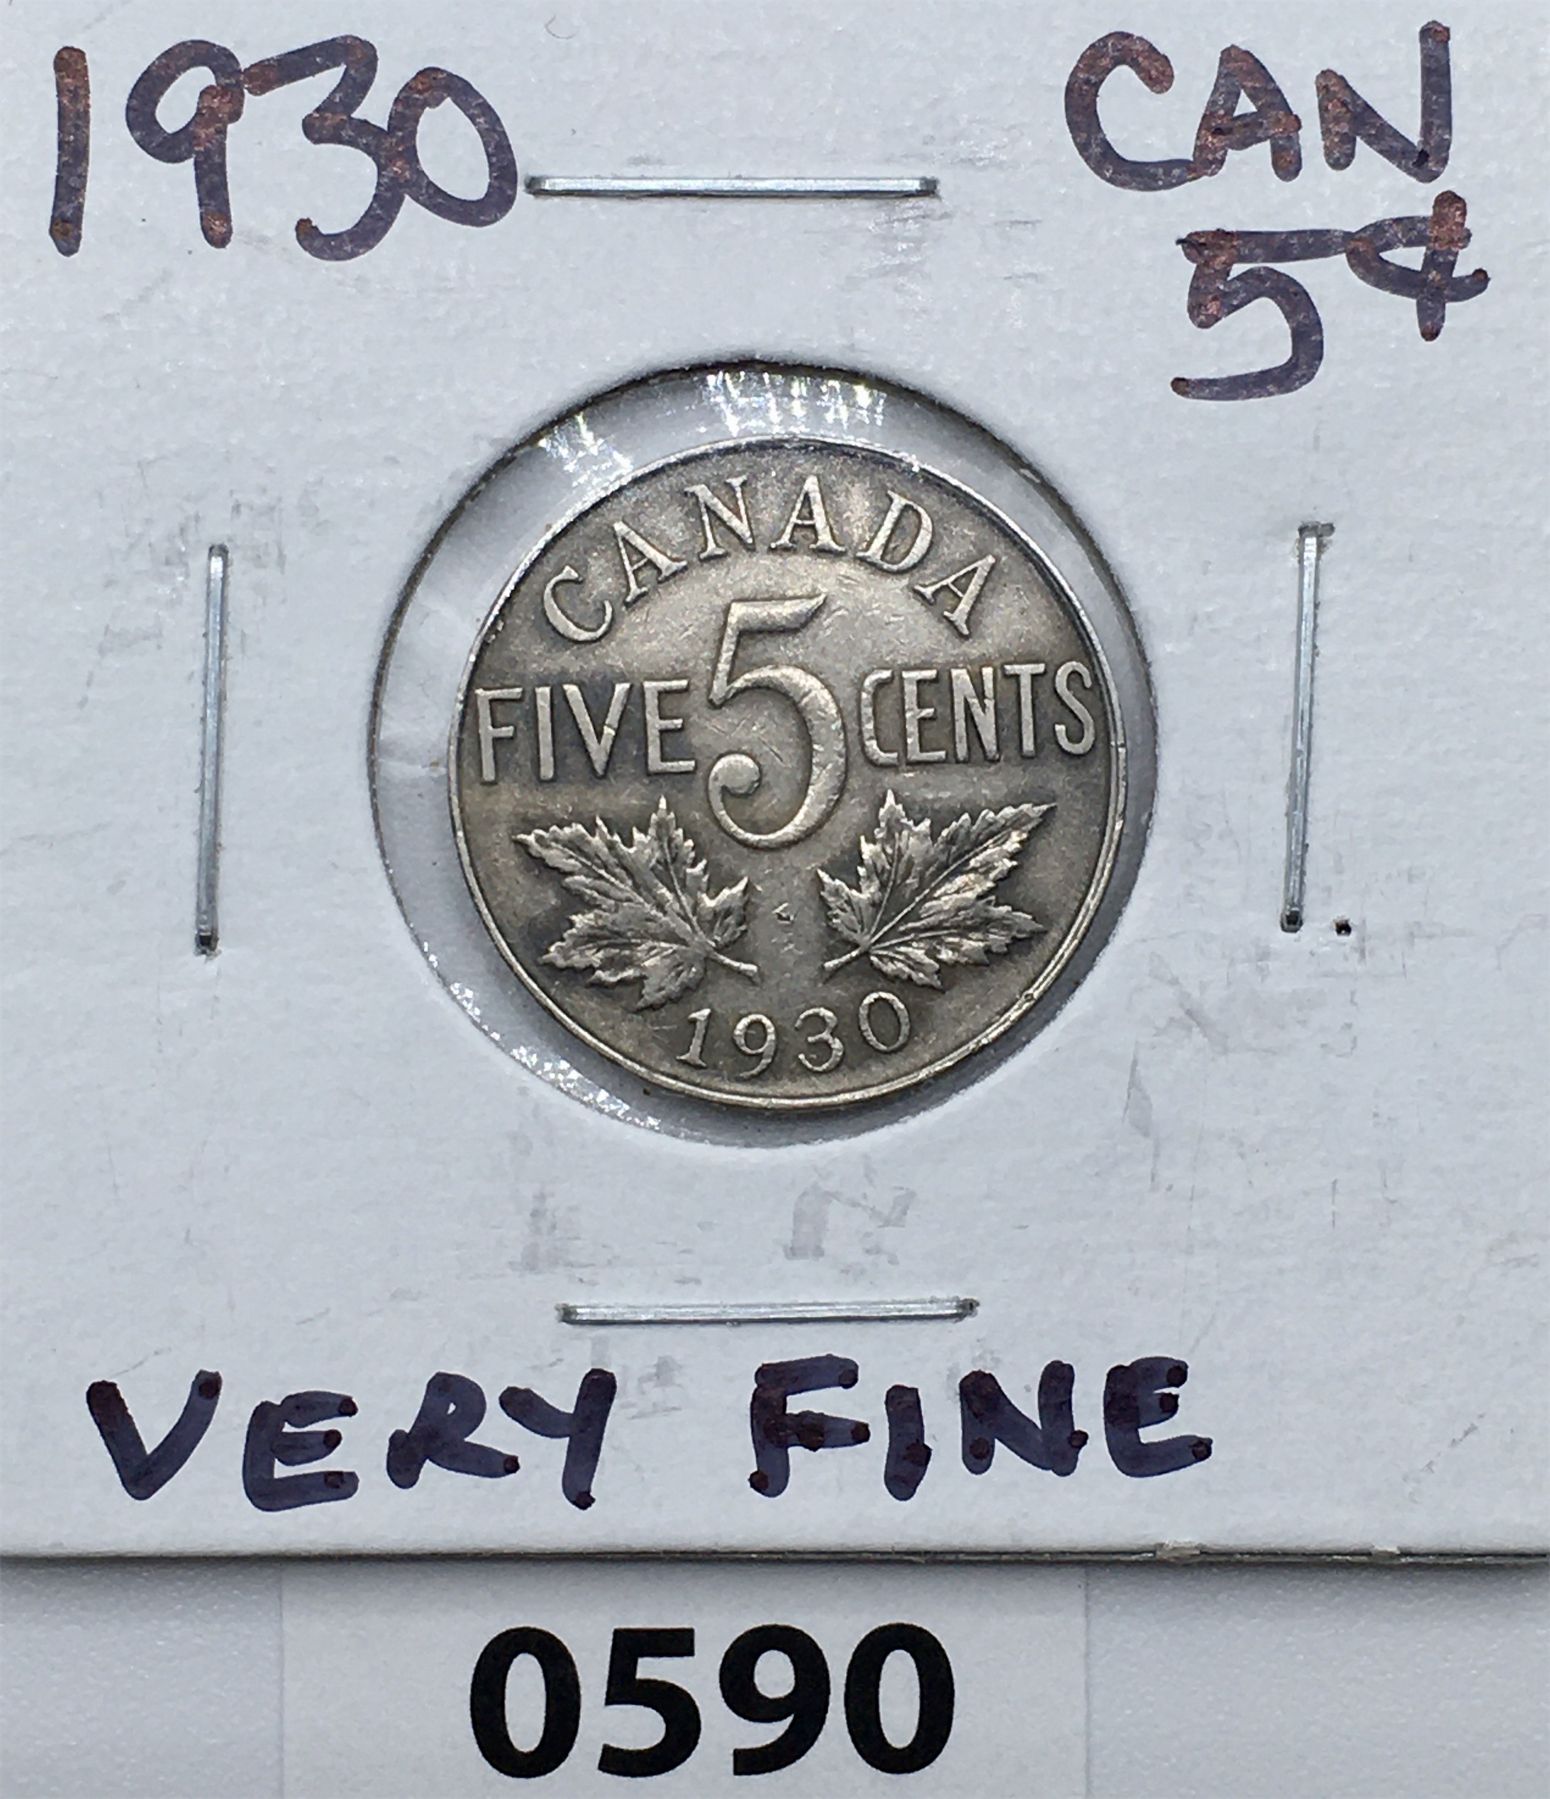 1930
CAN
5¢
CANADA
FIVE 5 CENTS
1930
VERY FINE
0590